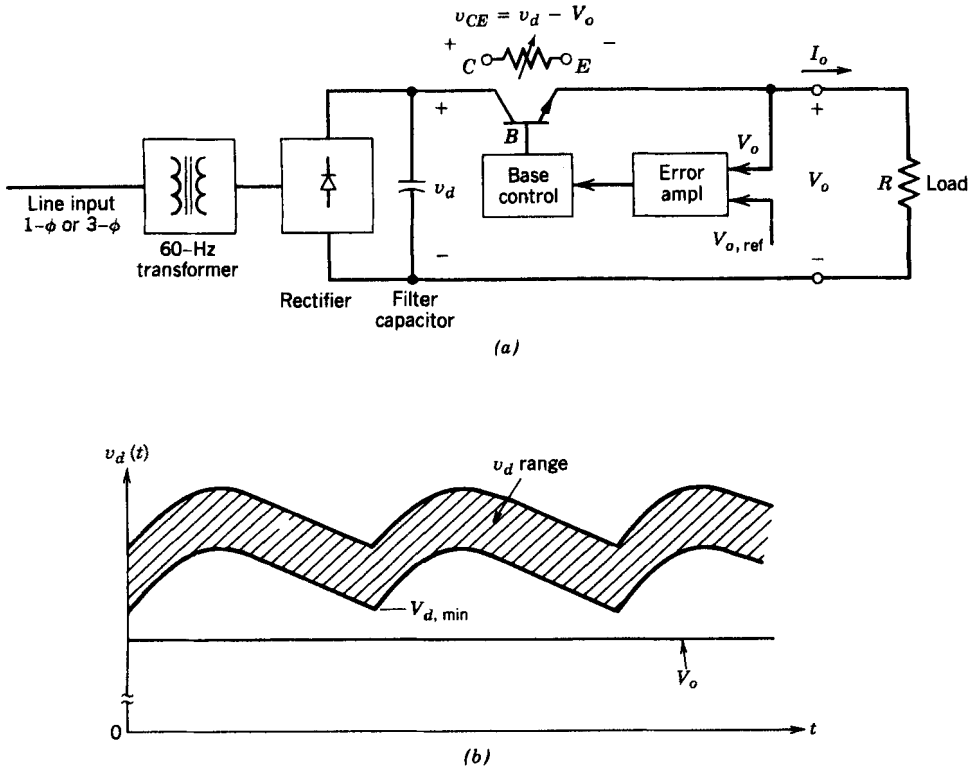 v_CE = v_d − V_o
+ −
C E
I_o
+ B +
v_d
Base
control
Error
ampl
V_o
V_o
R Load
V_o, ref
Line input
1-ϕ or 3-ϕ
60-Hz
transformer
− −
Rectifier
Filter
capacitor
(a)
v_d (t)
v_d range
V_d, min
V_o
0
t
(b)